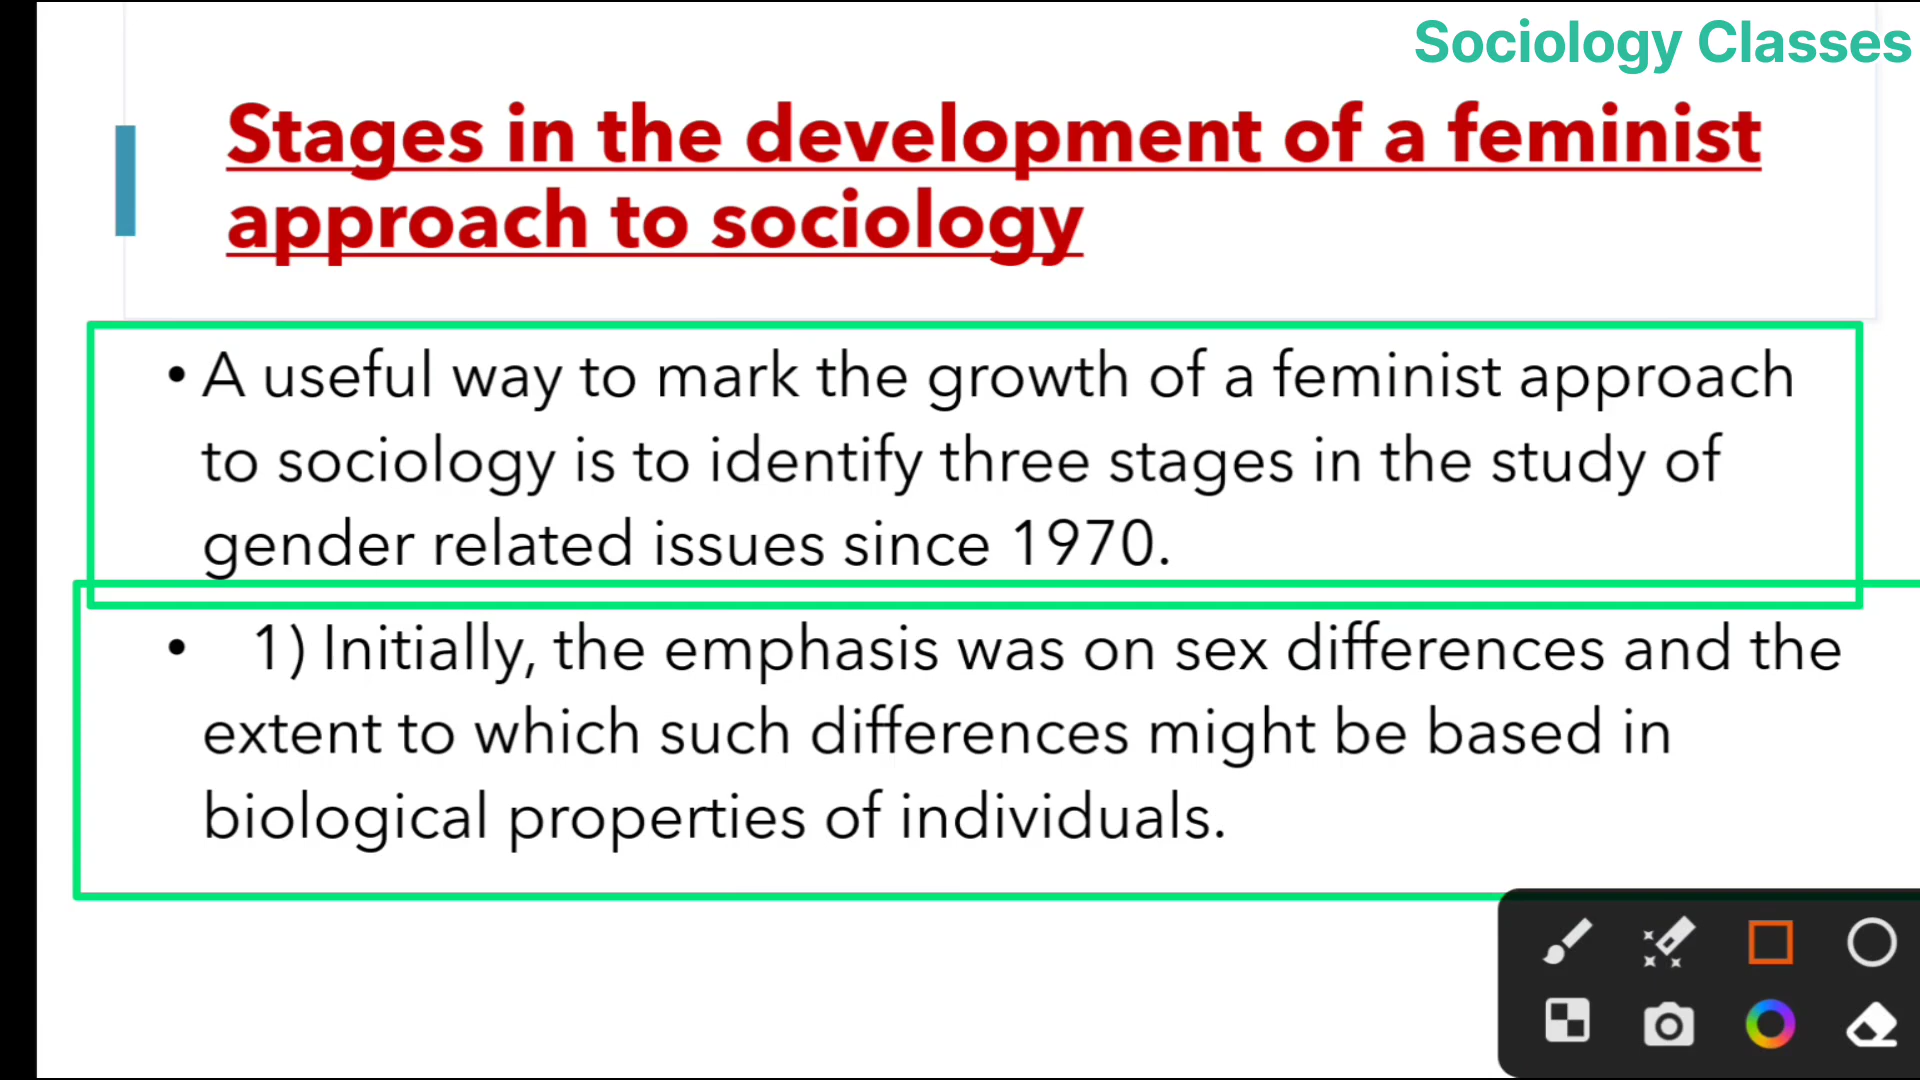 Sociology Classes
Stages in the development of a feminist
approach to sociology
• A useful way to mark the growth of a feminist approach
to sociology is to identify three stages in the study of
gender related issues since 1970.
• 1) Initially, the emphasis was on sex differences and the
extent to which such differences might be based in
biological properties of individuals.